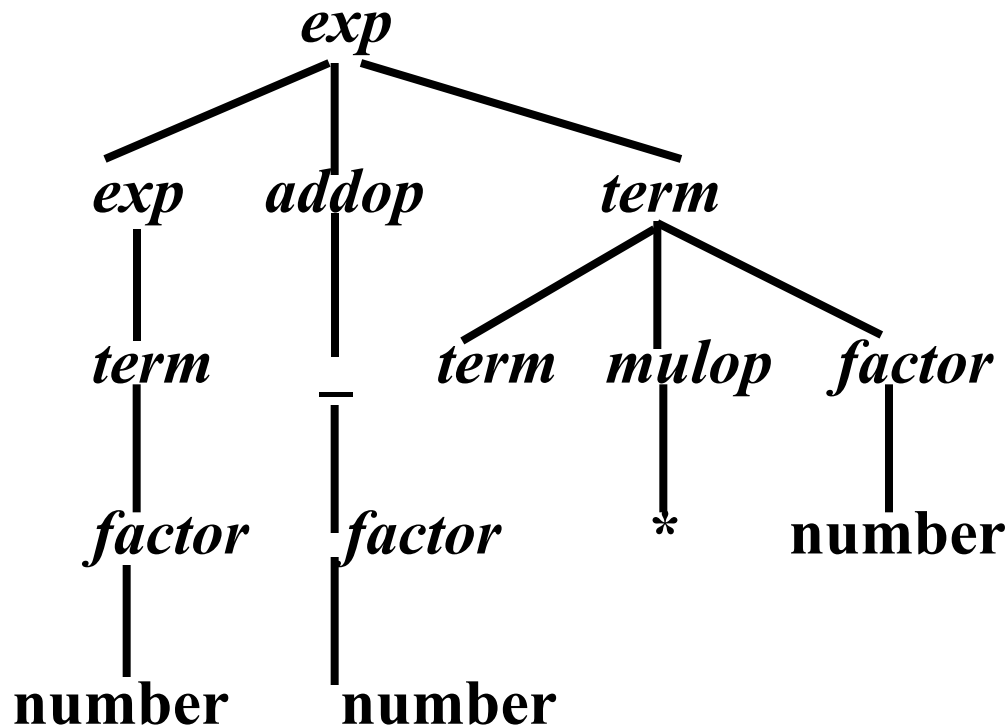 exp
exp addop term
term term mulop factor
–
factor factor * number
number number